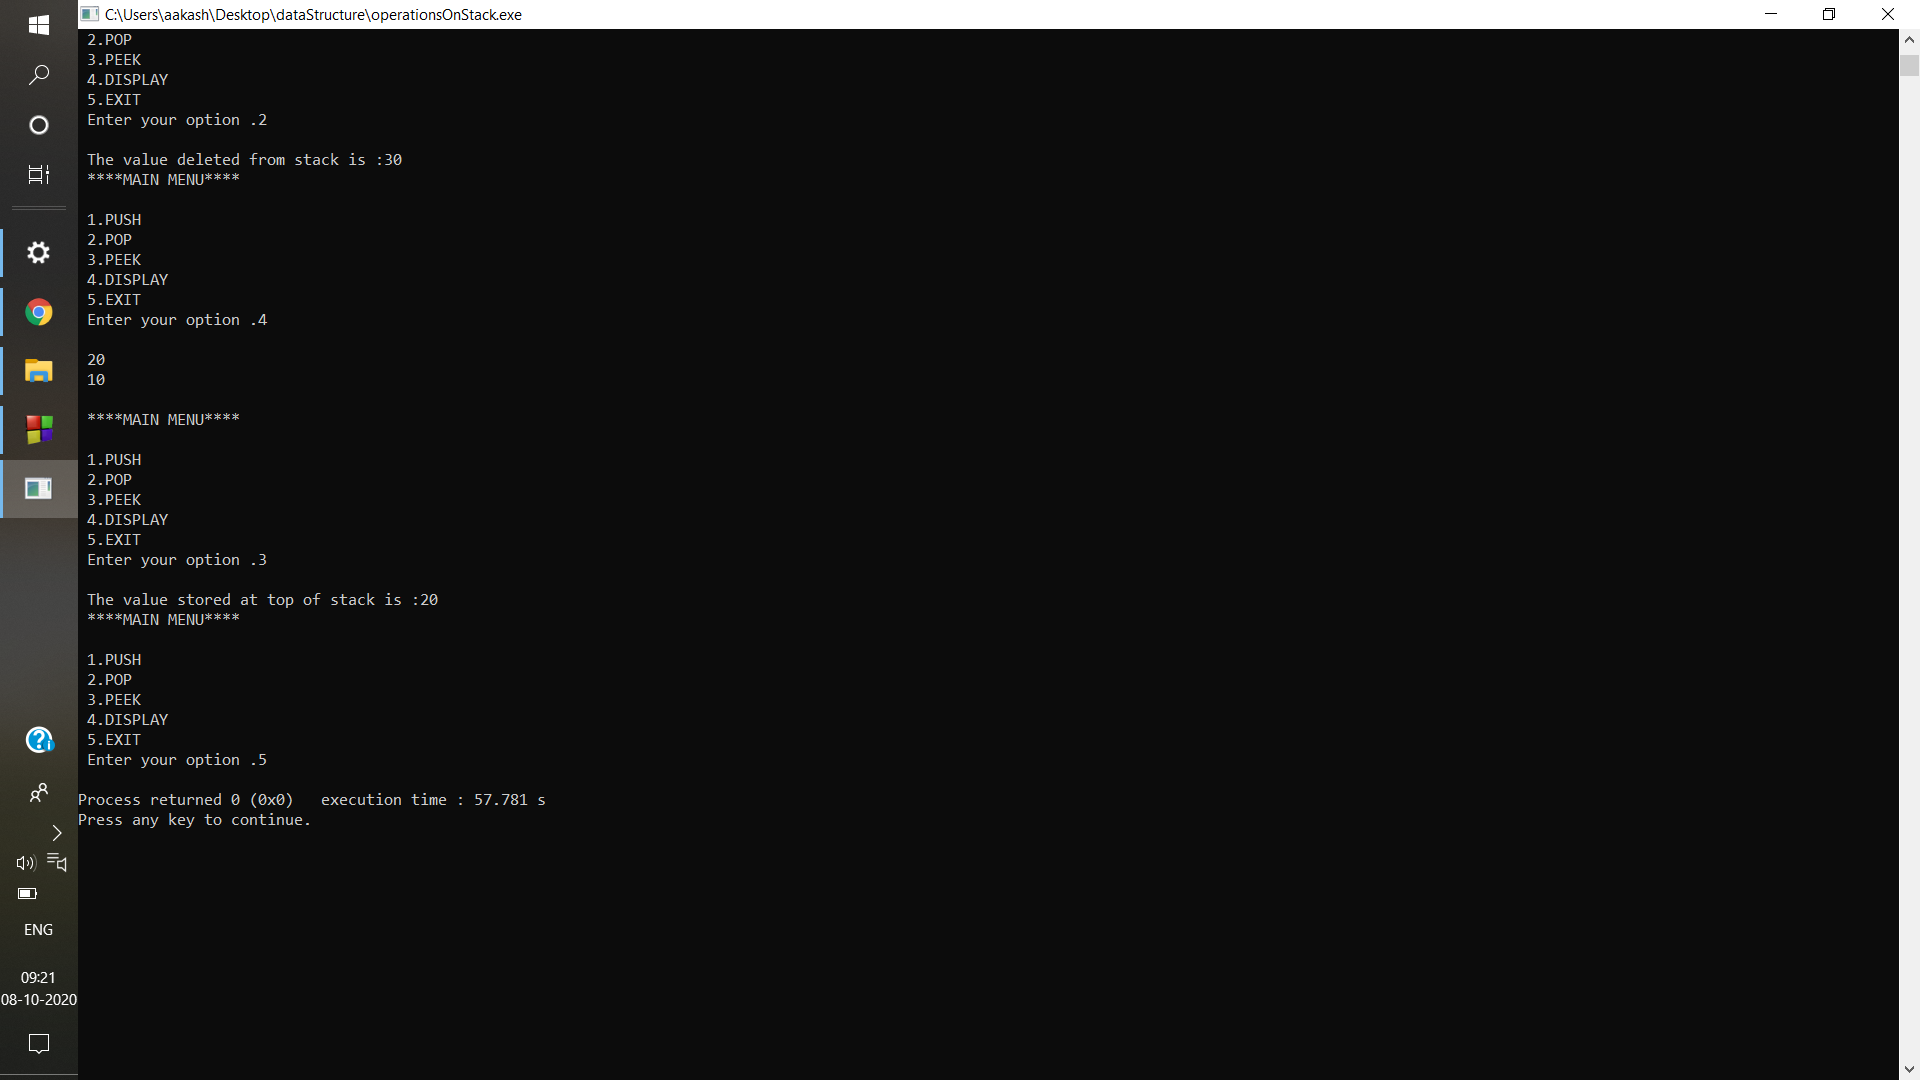 C:\Users\aakash\Desktop\dataStructure\operationsOnStack.exe
2.POP
3.PEEK
4.DISPLAY
5.EXIT
Enter your option .2
The value deleted from stack is :30
****MAIN MENU****
1.PUSH
2.POP
3.PEEK
4.DISPLAY
5.EXIT
Enter your option .4
20
10
****MAIN MENU****
1.PUSH
2.POP
3.PEEK
4.DISPLAY
5.EXIT
Enter your option .3
The value stored at top of stack is :20
****MAIN MENU****
1.PUSH
2.POP
3.PEEK
4.DISPLAY
5.EXIT
Enter your option .5
Process returned 0 (0x0)   execution time : 57.781 s
Press any key to continue.
ENG
09:21
08-10-2020